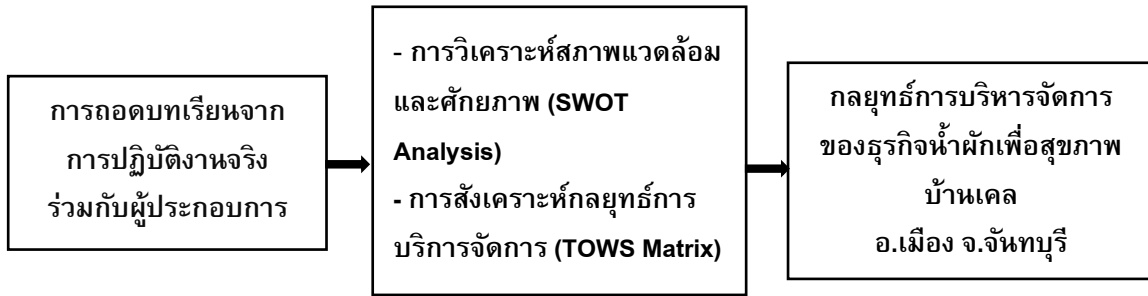 การถอดบทเรียนจาก
การปฏิบัติงานจริง
ร่วมกับผู้ประกอบการ
- การวิเคราะห์สภาพแวดล้อม
และศักยภาพ (SWOT
Analysis)
- การสังเคราะห์กลยุทธ์การ
บริการจัดการ (TOWS Matrix)
กลยุทธ์การบริหารจัดการ
ของธุรกิจน้ำผักเพื่อสุขภาพ
บ้านเคล
อ.เมือง จ.จันทบุรี